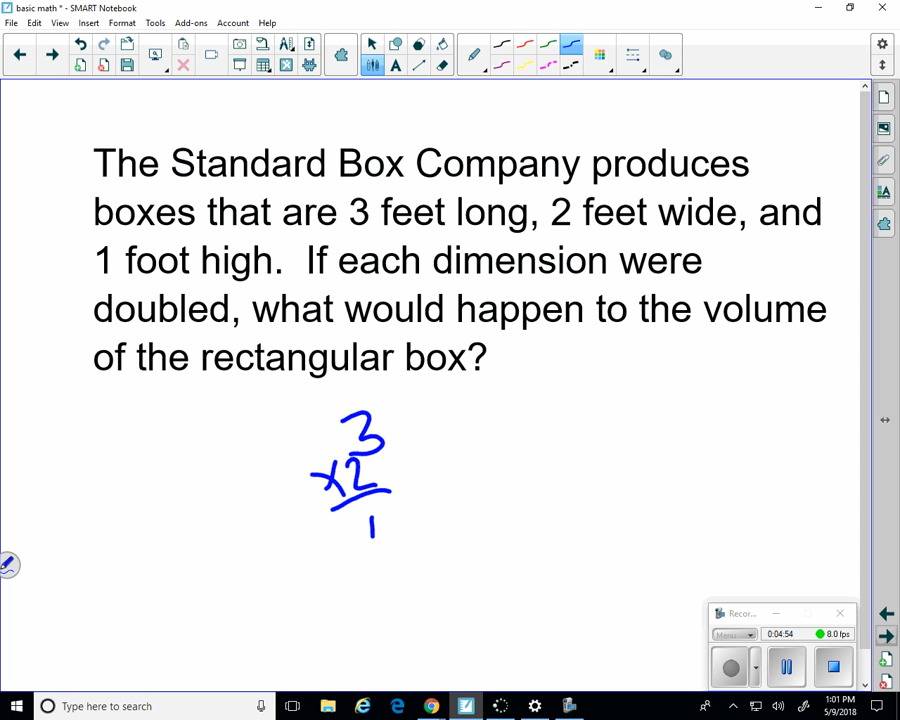 basic math * - SMART Notebook
File Edit View Insert Format Tools Add-ons Account Help
The Standard Box Company produces
boxes that are 3 feet long, 2 feet wide, and
1 foot high. If each dimension were
doubled, what would happen to the volume
of the rectangular box?
3
x2
1
Recor...
Menu 0:04:54 8.0 fps
Type here to search
1:01 PM
5/9/2018